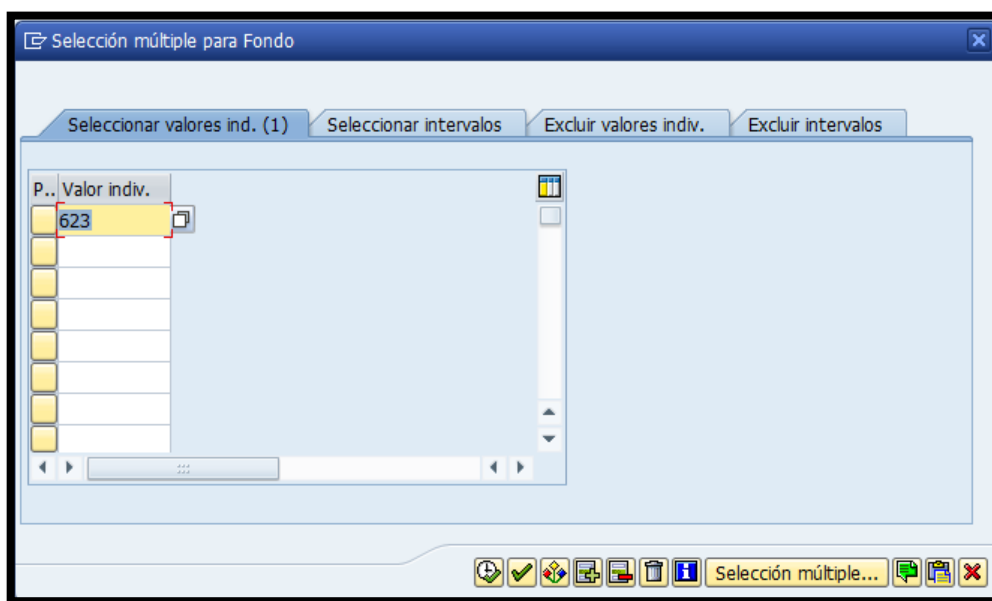 Selección múltiple para Fondo
Seleccionar valores ind. (1) Seleccionar intervalos Excluir valores indiv. Excluir intervalos
P.. Valor indiv.
623
Selección múltiple...